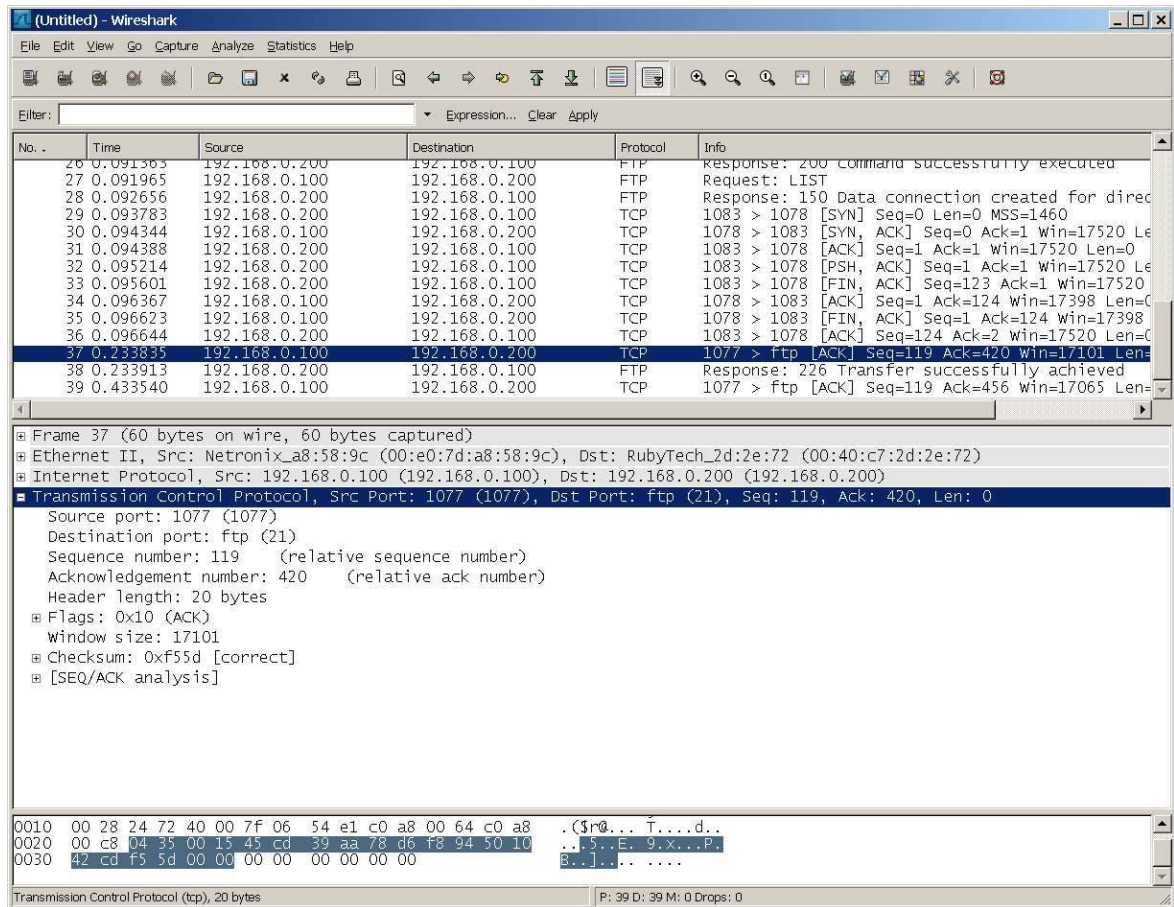 (Untitled) - Wireshark
File Edit View Go Capture Analyze Statistics Help
Filter: Expression... Clear Apply
No. . Time Source Destination Protocol Info
26 0.091363 192.168.0.200 192.168.0.100 FTP Response: 200 Command successfully executed
27 0.091965 192.168.0.100 192.168.0.200 FTP Request: LIST
28 0.092656 192.168.0.200 192.168.0.100 FTP Response: 150 Data connection created for direc
29 0.093783 192.168.0.200 192.168.0.100 TCP 1083 > 1078 [SYN] Seq=0 Len=0 MSS=1460
30 0.094344 192.168.0.100 192.168.0.200 TCP 1078 > 1083 [SYN, ACK] Seq=0 Ack=1 Win=17520 Le
31 0.094388 192.168.0.200 192.168.0.100 TCP 1083 > 1078 [ACK] Seq=1 Ack=1 Win=17520 Len=0
32 0.095214 192.168.0.200 192.168.0.100 TCP 1083 > 1078 [PSH, ACK] Seq=1 Ack=1 Win=17520 Le
33 0.095601 192.168.0.200 192.168.0.100 TCP 1083 > 1078 [FIN, ACK] Seq=123 Ack=1 Win=17520
34 0.096367 192.168.0.100 192.168.0.200 TCP 1078 > 1083 [ACK] Seq=1 Ack=124 Win=17398 Len=0
35 0.096623 192.168.0.100 192.168.0.200 TCP 1078 > 1083 [FIN, ACK] Seq=1 Ack=124 Win=17398
36 0.096644 192.168.0.200 192.168.0.100 TCP 1083 > 1078 [ACK] Seq=124 Ack=2 Win=17520 Len=0
37 0.233835 192.168.0.100 192.168.0.200 TCP 1077 > ftp [ACK] Seq=119 Ack=420 Win=17101 Len=
38 0.233913 192.168.0.200 192.168.0.100 FTP Response: 226 Transfer successfully achieved
39 0.433540 192.168.0.100 192.168.0.200 TCP 1077 > ftp [ACK] Seq=119 Ack=456 Win=17065 Len=
Frame 37 (60 bytes on wire, 60 bytes captured)
Ethernet II, Src: Netronix_a8:58:9c (00:e0:7d:a8:58:9c), Dst: RubyTech_2d:2e:72 (00:40:c7:2d:2e:72)
Internet Protocol, Src: 192.168.0.100 (192.168.0.100), Dst: 192.168.0.200 (192.168.0.200)
Transmission Control Protocol, Src Port: 1077 (1077), Dst Port: ftp (21), Seq: 119, Ack: 420, Len: 0
Source port: 1077 (1077)
Destination port: ftp (21)
Sequence number: 119 (relative sequence number)
Acknowledgement number: 420 (relative ack number)
Header length: 20 bytes
Flags: 0x10 (ACK)
Window size: 17101
Checksum: 0xf55d [correct]
[SEQ/ACK analysis]
0010 00 28 24 72 40 00 7f 06 54 e1 c0 a8 00 64 c0 a8 .($r@... T....d..
0020 00 c8 04 35 00 15 45 cd 39 aa 78 d6 f8 94 50 10 ...5..E. 9.x...P.
0030 42 cd f5 5d 00 00 00 00 00 00 00 00 B..].... ....
Transmission Control Protocol (tcp), 20 bytes P: 39 D: 39 M: 0 Drops: 0